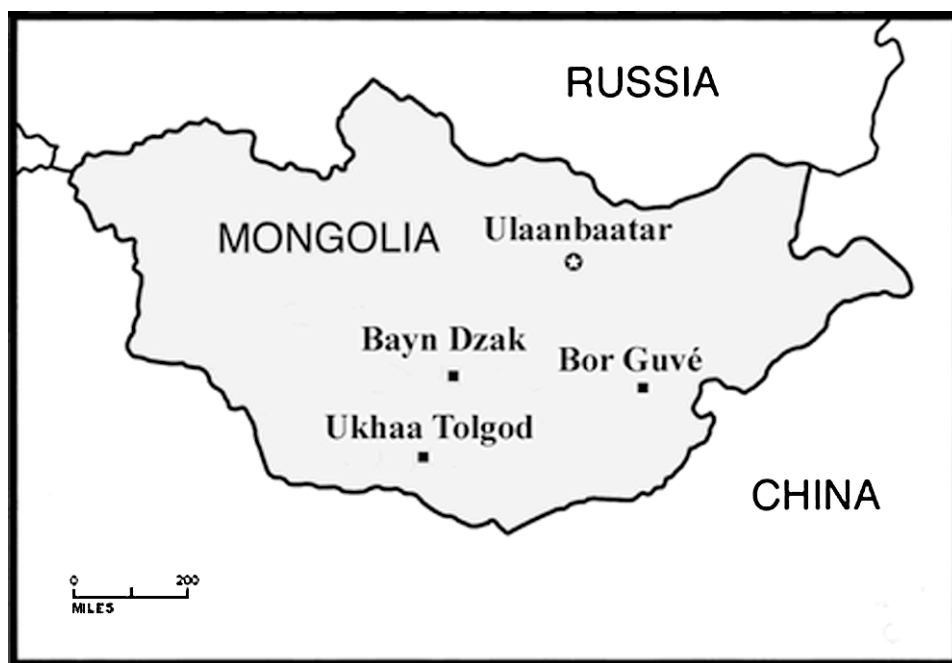 RUSSIA
MONGOLIA
Ulaanbaatar
Bayn Dzak
Bor Guvé
Ukhaa Tolgod
CHINA
0 200
MILES